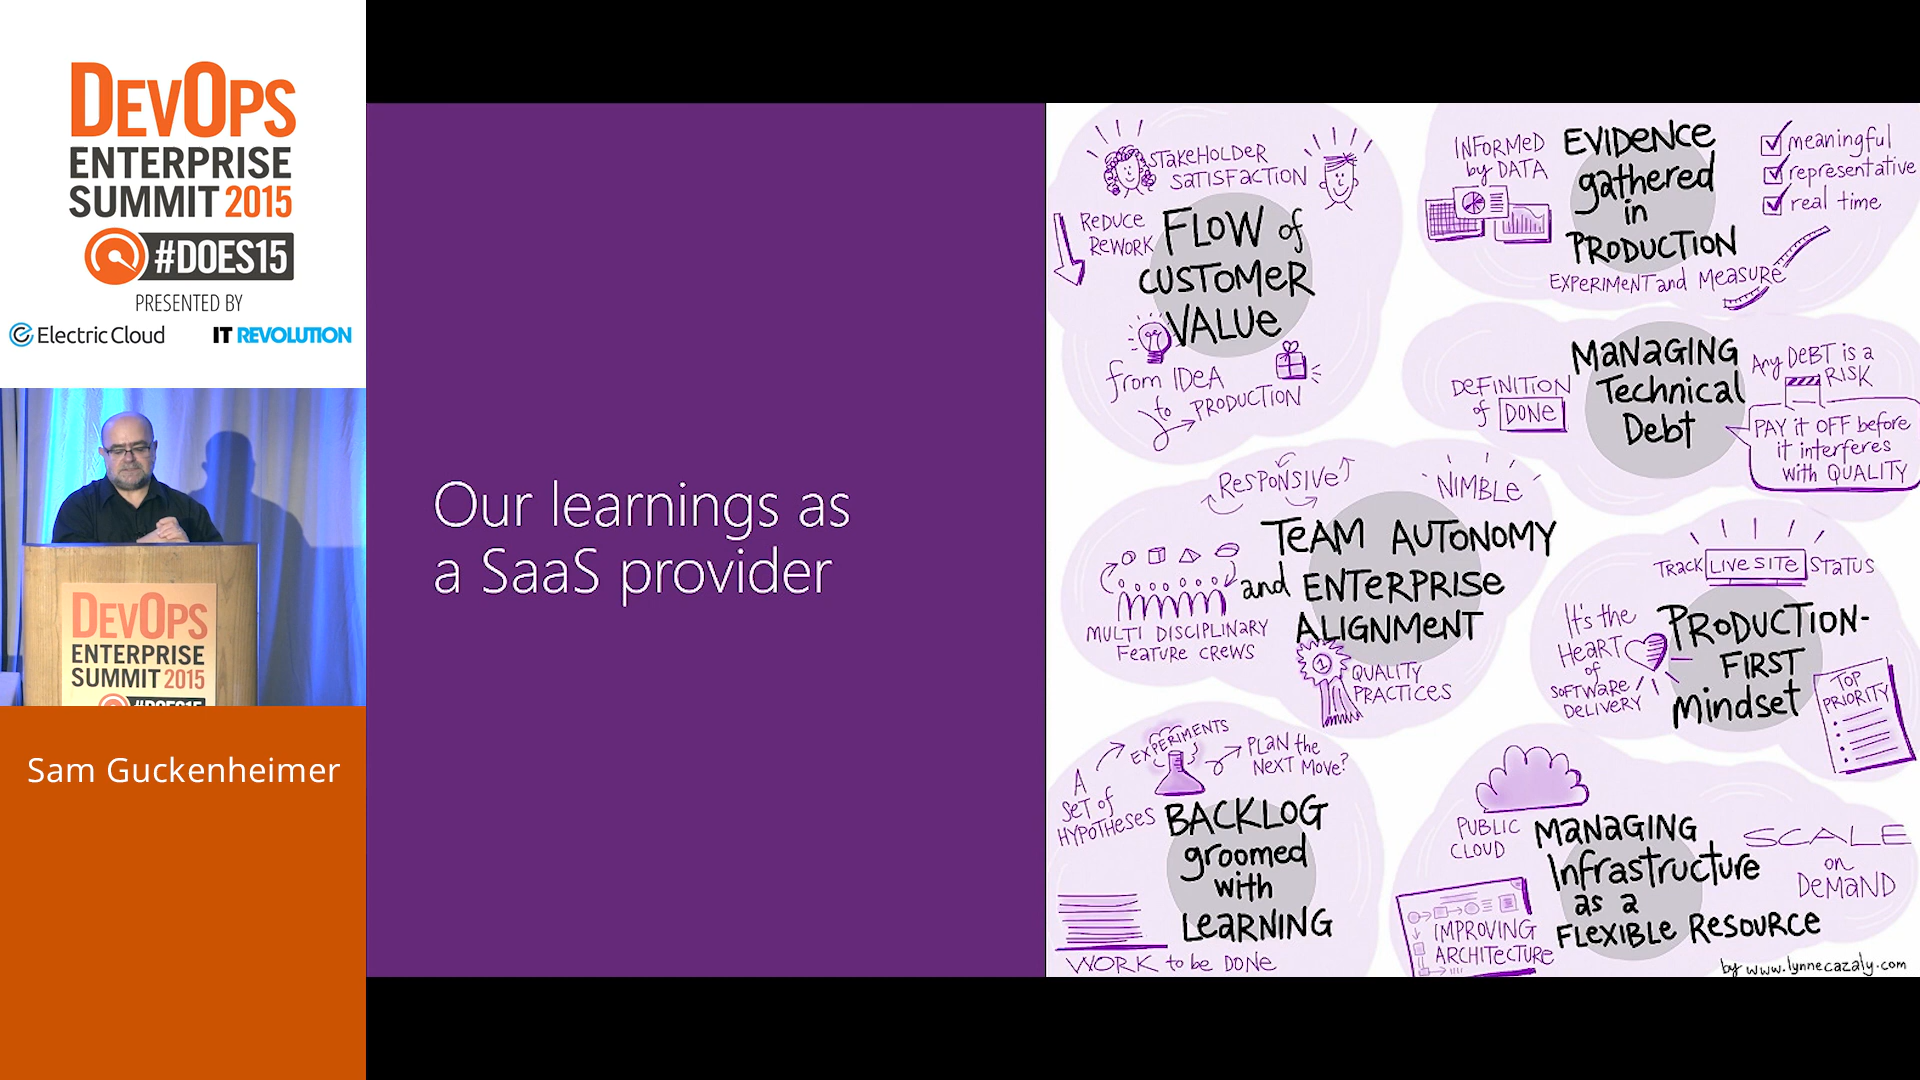 DEVOPS
ENTERPRISE
SUMMIT 2015
#DOES15
PRESENTED BY
Electric Cloud
IT REVOLUTION
DEVOPS
ENTERPRISE
SUMMIT 2015
#DOES15
Sam Guckenheimer
Our learnings as
a SaaS provider
STAKEHOLDER
SATISFACTION
REDUCE
REWORK
FLOW of
CUSTOMER
VALUE
from IDEA
to PRODUCTION
INFORMED
by DATA
EVIDENCE
gathered
in
PRODUCTION
meaningful
representative
real time
EXPERIMENT and MEASURE
DEFINITION
of DONE
MANAGING
Technical
Debt
Any DEBT is a
RISK
PAY it OFF before
it interferes
with QUALITY
RESPONSIVE
NIMBLE
TEAM AUTONOMY
and ENTERPRISE
ALIGNMENT
MULTI DISCIPLINARY
FEATURE CREWS
1
QUALITY
PRACTICES
TRACK LIVE SITE STATUS
It's the
HEART
of
SOFTWARE
DELIVERY
PRODUCTION-
FIRST
mindset
TOP
PRIORITY
A
SET of
HYPOTHESES
EXPERIMENTS
PLAN the
NEXT MOVE?
BACKLOG
groomed
with
LEARNING
WORK to be DONE
PUBLIC
CLOUD
MANAGING
Infrastructure
as a
FLEXIBLE RESOURCE
SCALE
on
DEMAND
IMPROVING
ARCHITECTURE
by www.lynnecazaly.com